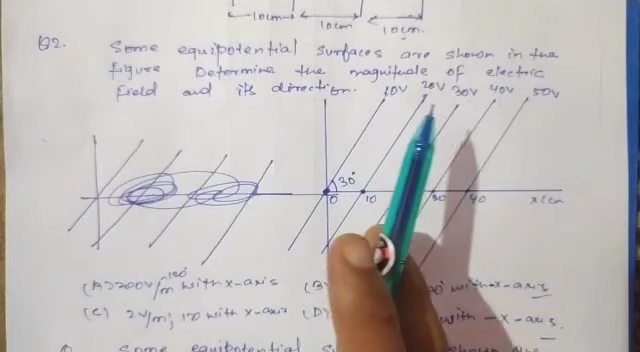 10cm 10cm 10cm.
Q2. Some equipotential surfaces are shown in the
figure Determine the magnitude of electric
field and its direction. 10V 20V 30V 40V 50V
30°
0 10 30 40 x(cm
(A) 200V/m 120° with x-axis (B) with -x-axis
(C) 2V/m; 120 with x-axis (D) with -x-axis.
Some equipotential